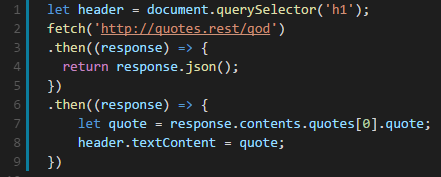 1 let header = document.querySelector('h1');
2 fetch('http://quotes.rest/qod')
3 .then((response) => {
4   return response.json();
5 })
6 .then((response) => {
7     let quote = response.contents.quotes[0].quote;
8     header.textContent = quote;
9 })